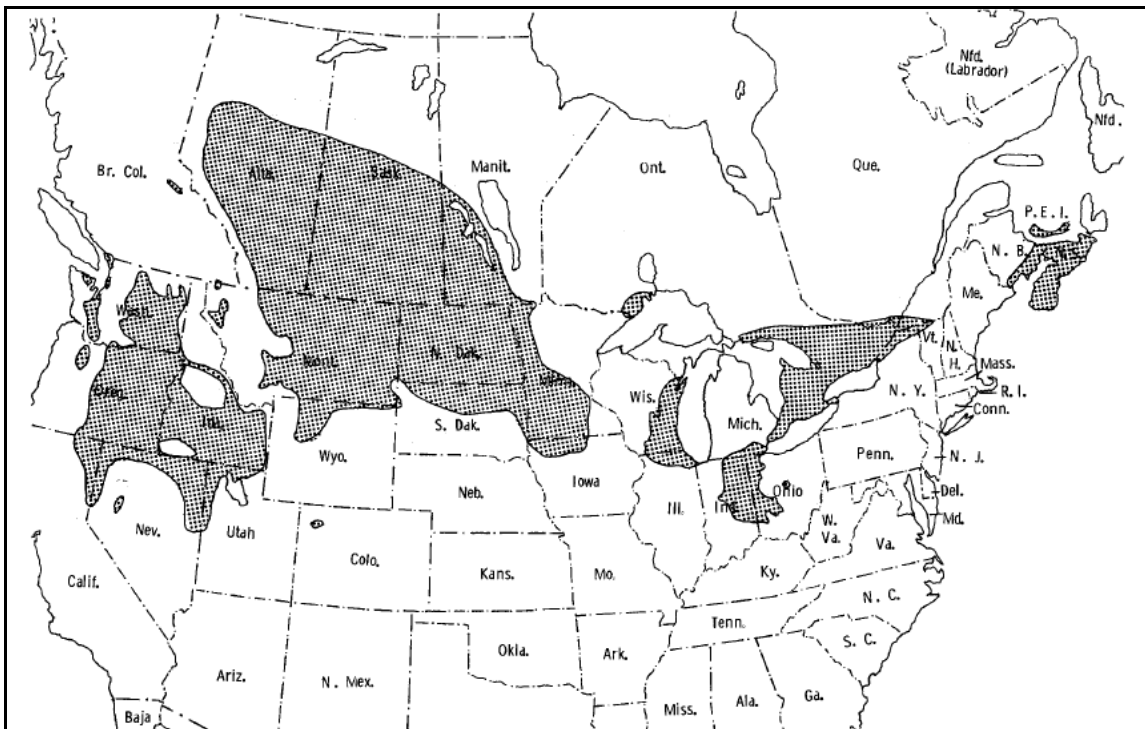 Nfd.
(Labrador)
Nfd.
Br. Col.
Alta.
Sask.
Manit.
Ont.
Que.
P. E. I.
N. B.
N.S.
Me.
Wash.
Mont.
N. Dak.
Minn.
Vt.
N.
H.
Mass.
R. I.
Conn.
N. Y.
Oreg.
Ida.
Wis.
Mich.
S. Dak.
Wyo.
Penn.
N. J.
Iowa
Neb.
Ill.
Ind.
Ohio
Del.
Md.
W.
Va.
Nev.
Utah
Colo.
Kans.
Mo.
Ky.
Va.
Calif.
N. C.
Tenn.
S. C.
Okla.
Ark.
Ariz.
N. Mex.
Miss.
Ala.
Ga.
Baja